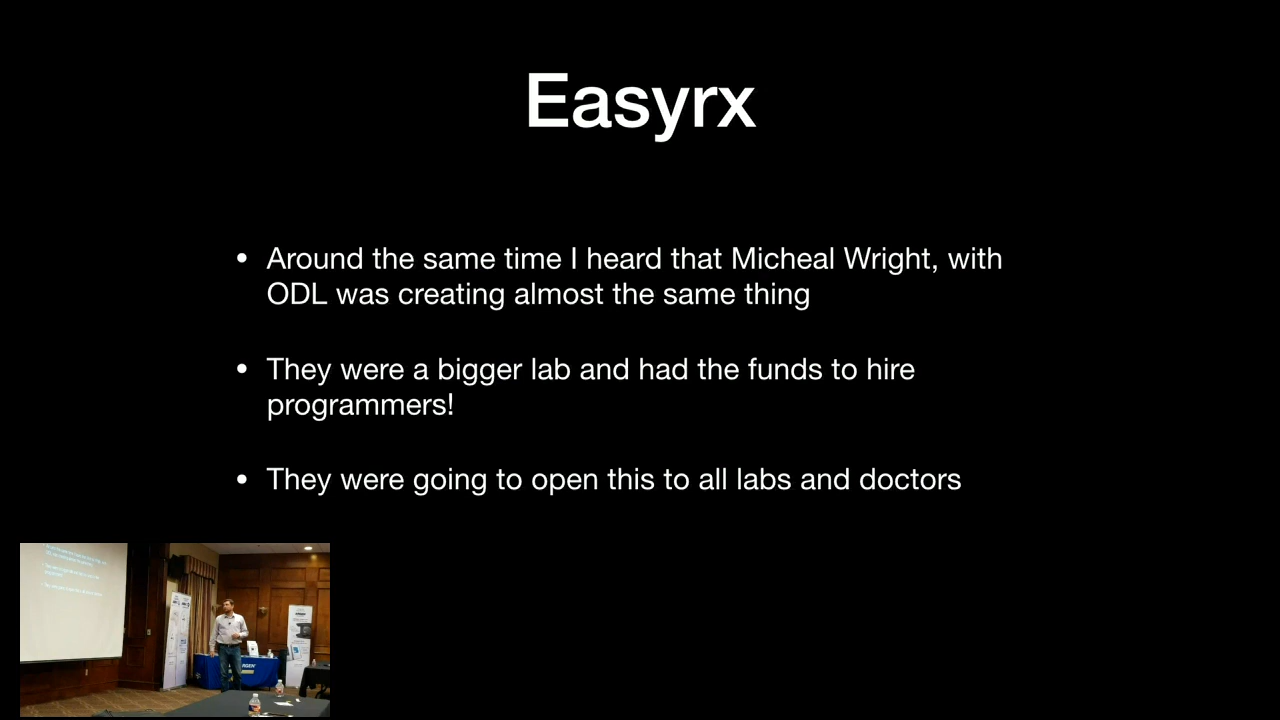 Easyrx
• Around the same time I heard that Micheal Wright, with
ODL was creating almost the same thing
• They were a bigger lab and had the funds to hire
programmers!
• They were going to open this to all labs and doctors